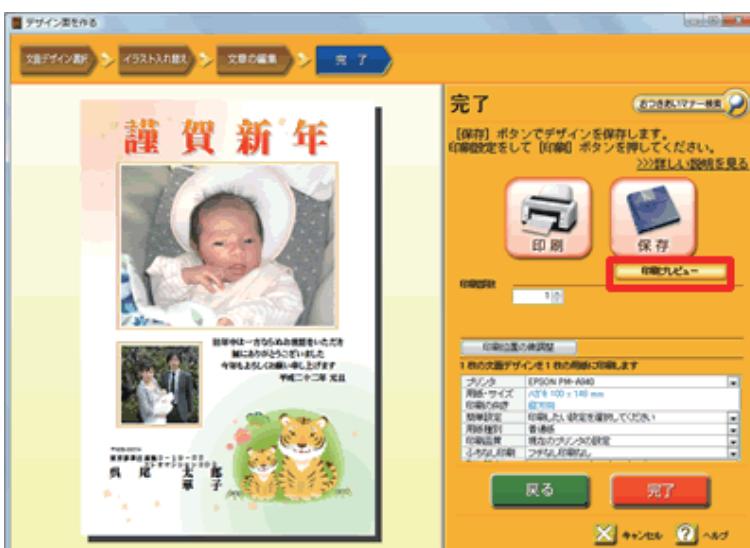 デザイン面を作る
文面デザイン選択
イラスト入れ替え
文章の編集
完了
謹賀新年
旧年中は一方ならぬお世話をいただき
誠にありがとうございました
今年もよろしくお願い申し上げます
平成二十二年 元旦
呉尾 太郎
華子
完了
おつきあいマナー検索
[保存] ボタンでデザインを保存します。
印刷設定をして [印刷] ボタンを押してください。
>>>詳しい説明を見る
印刷
保存
印刷プレビュー
印刷部数
1
印刷位置の微調整
1 枚の文面デザインを1 枚の用紙に印刷します
プリンタ EPSON PM-A940
用紙・サイズ ハガキ 100 x 148 mm
印刷の向き 縦方向
簡単設定 印刷したい設定を選択してください
用紙種別 普通紙
印刷品質 現在のプリンタの設定
ふちなし印刷 フチなし印刷なし
戻る
完了
キャンセル
ヘルプ